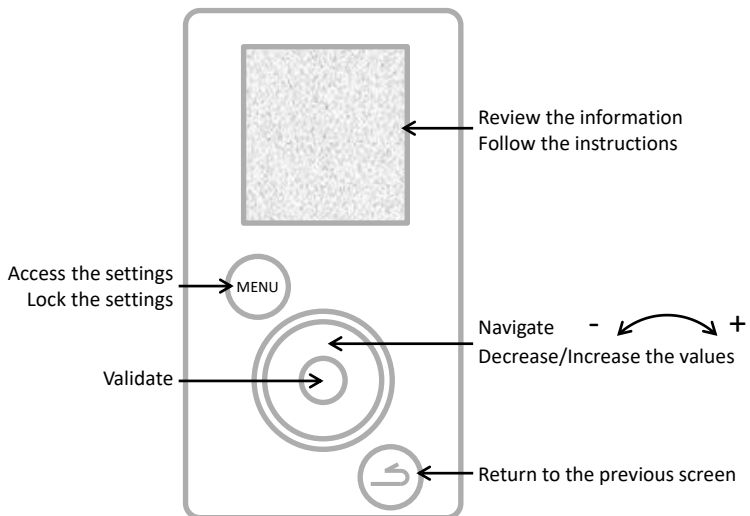 Review the information
Follow the instructions
Access the settings
Lock the settings
MENU
Navigate - +
Decrease/Increase the values
Validate
Return to the previous screen